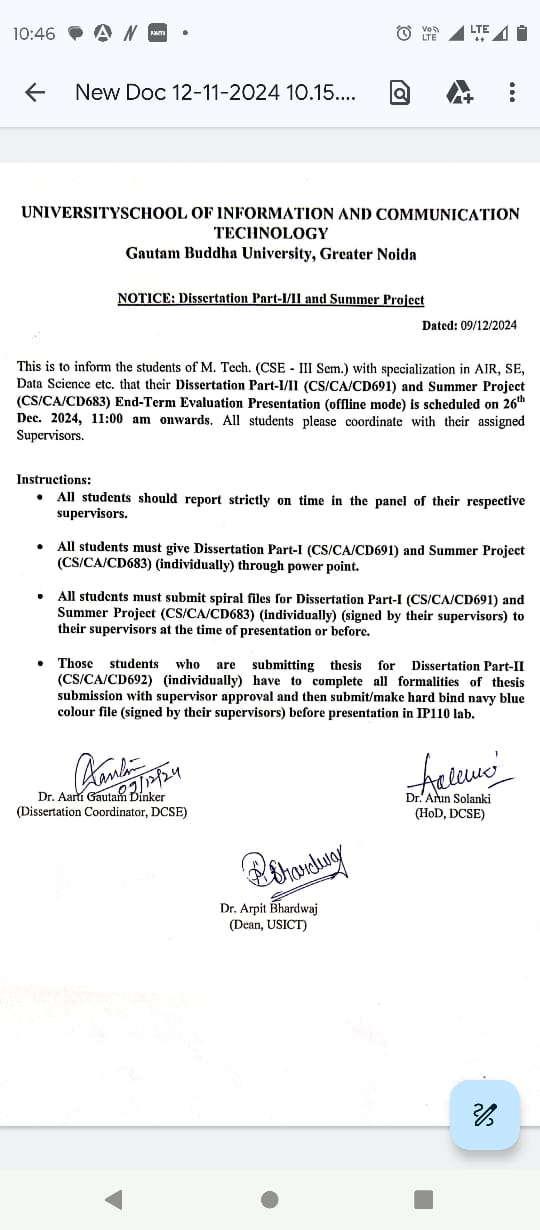 10:46
Vo LTE
LTE
New Doc 12-11-2024 10.15....
UNIVERSITYSCHOOL OF INFORMATION AND COMMUNICATION
TECHNOLOGY
Gautam Buddha University, Greater Noida
NOTICE: Dissertation Part-I/II and Summer Project
Dated: 09/12/2024
This is to inform the students of M. Tech. (CSE - III Sem.) with specialization in AIR, SE,
Data Science etc. that their Dissertation Part-I/II (CS/CA/CD691) and Summer Project
(CS/CA/CD683) End-Term Evaluation Presentation (offline mode) is scheduled on 26th
Dec. 2024, 11:00 am onwards. All students please coordinate with their assigned
Supervisors.
Instructions:
• All students should report strictly on time in the panel of their respective
supervisors.
• All students must give Dissertation Part-I (CS/CA/CD691) and Summer Project
(CS/CA/CD683) (individually) through power point.
• All students must submit spiral files for Dissertation Part-I (CS/CA/CD691) and
Summer Project (CS/CA/CD683) (individually) (signed by their supervisors) to
their supervisors at the time of presentation or before.
• Those students who are submitting thesis for Dissertation Part-II
(CS/CA/CD692) (individually) have to complete all formalities of thesis
submission with supervisor approval and then submit/make hard bind navy blue
colour file (signed by their supervisors) before presentation in IP110 lab.
09/12/24
Dr. Aarti Gautam Dinker
(Dissertation Coordinator, DCSE)
Dr. Arun Solanki
(HoD, DCSE)
Bhardwaj
Dr. Arpit Bhardwaj
(Dean, USICT)